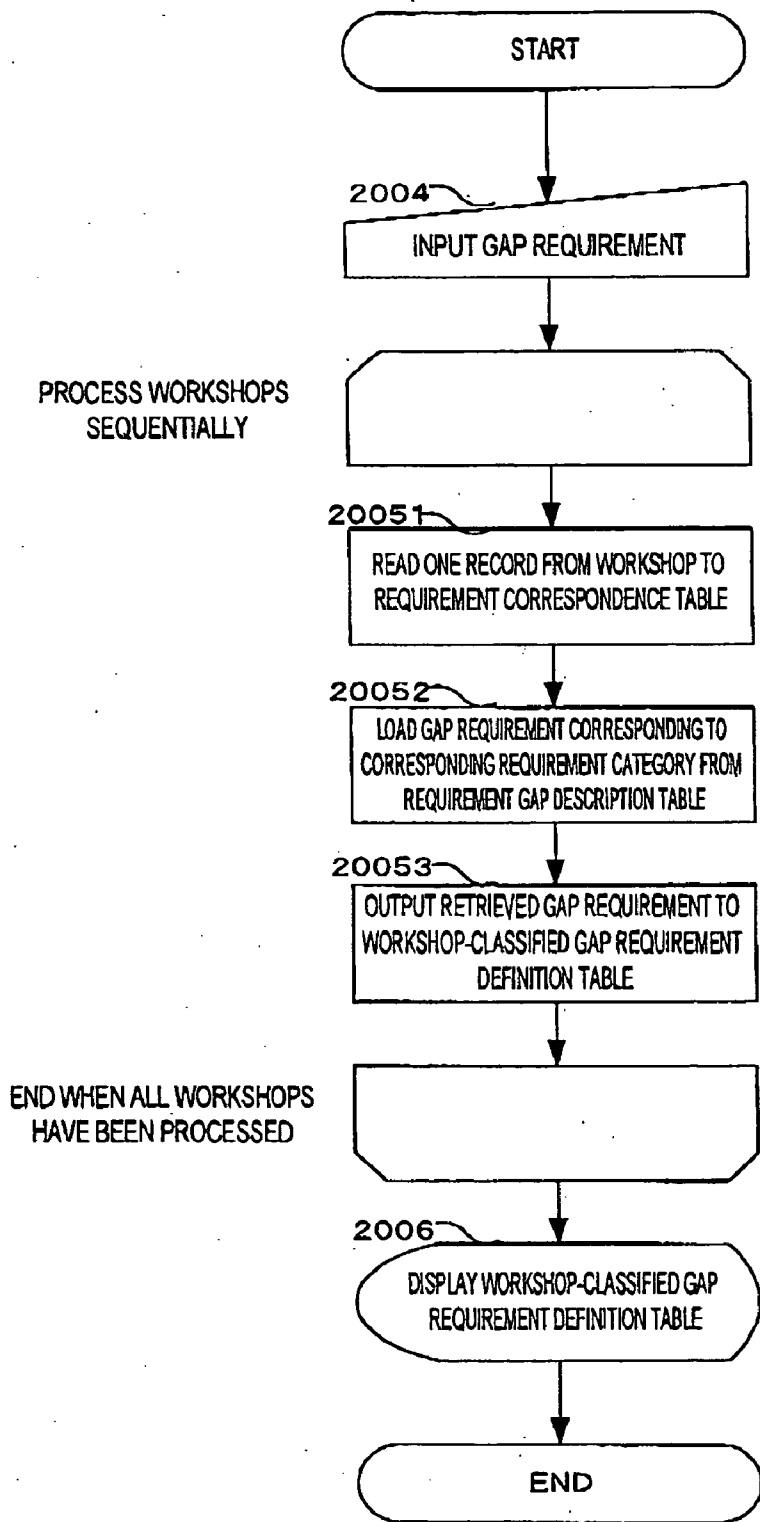 START
2004
INPUT GAP REQUIREMENT
PROCESS WORKSHOPS
SEQUENTIALLY
20051
READ ONE RECORD FROM WORKSHOP TO
REQUIREMENT CORRESPONDENCE TABLE
20052
LOAD GAP REQUIREMENT CORRESPONDING TO
CORRESPONDING REQUIREMENT CATEGORY FROM
REQUIREMENT GAP DESCRIPTION TABLE
20053
OUTPUT RETRIEVED GAP REQUIREMENT TO
WORKSHOP-CLASSIFIED GAP REQUIREMENT
DEFINITION TABLE
END WHEN ALL WORKSHOPS
HAVE BEEN PROCESSED
2006
DISPLAY WORKSHOP-CLASSIFIED GAP
REQUIREMENT DEFINITION TABLE
END